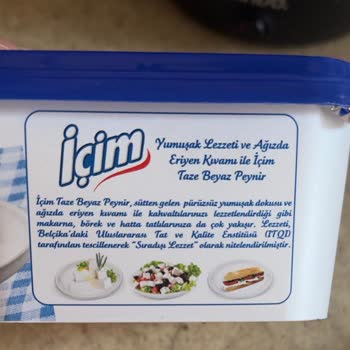 içim
Yumuşak Lezzeti ve Ağızda
Eriyen Kıvamı ile İçim
Taze Beyaz Peynir
İçim Taze Beyaz Peynir, sütten gelen pürüzsüz yumuşak dokusu ve
ağızda eriyen kıvamı ile kahvaltılarınızı lezzetlendirdiği gibi
makarna, börek ve hatta tatlılarınıza da çok yakışır. Lezzeti,
Belçika'daki Uluslararası Tat ve Kalite Enstitüsü (ITQI)
tarafından tescillenerek "Sıradışı Lezzet" olarak nitelendirilmiştir.